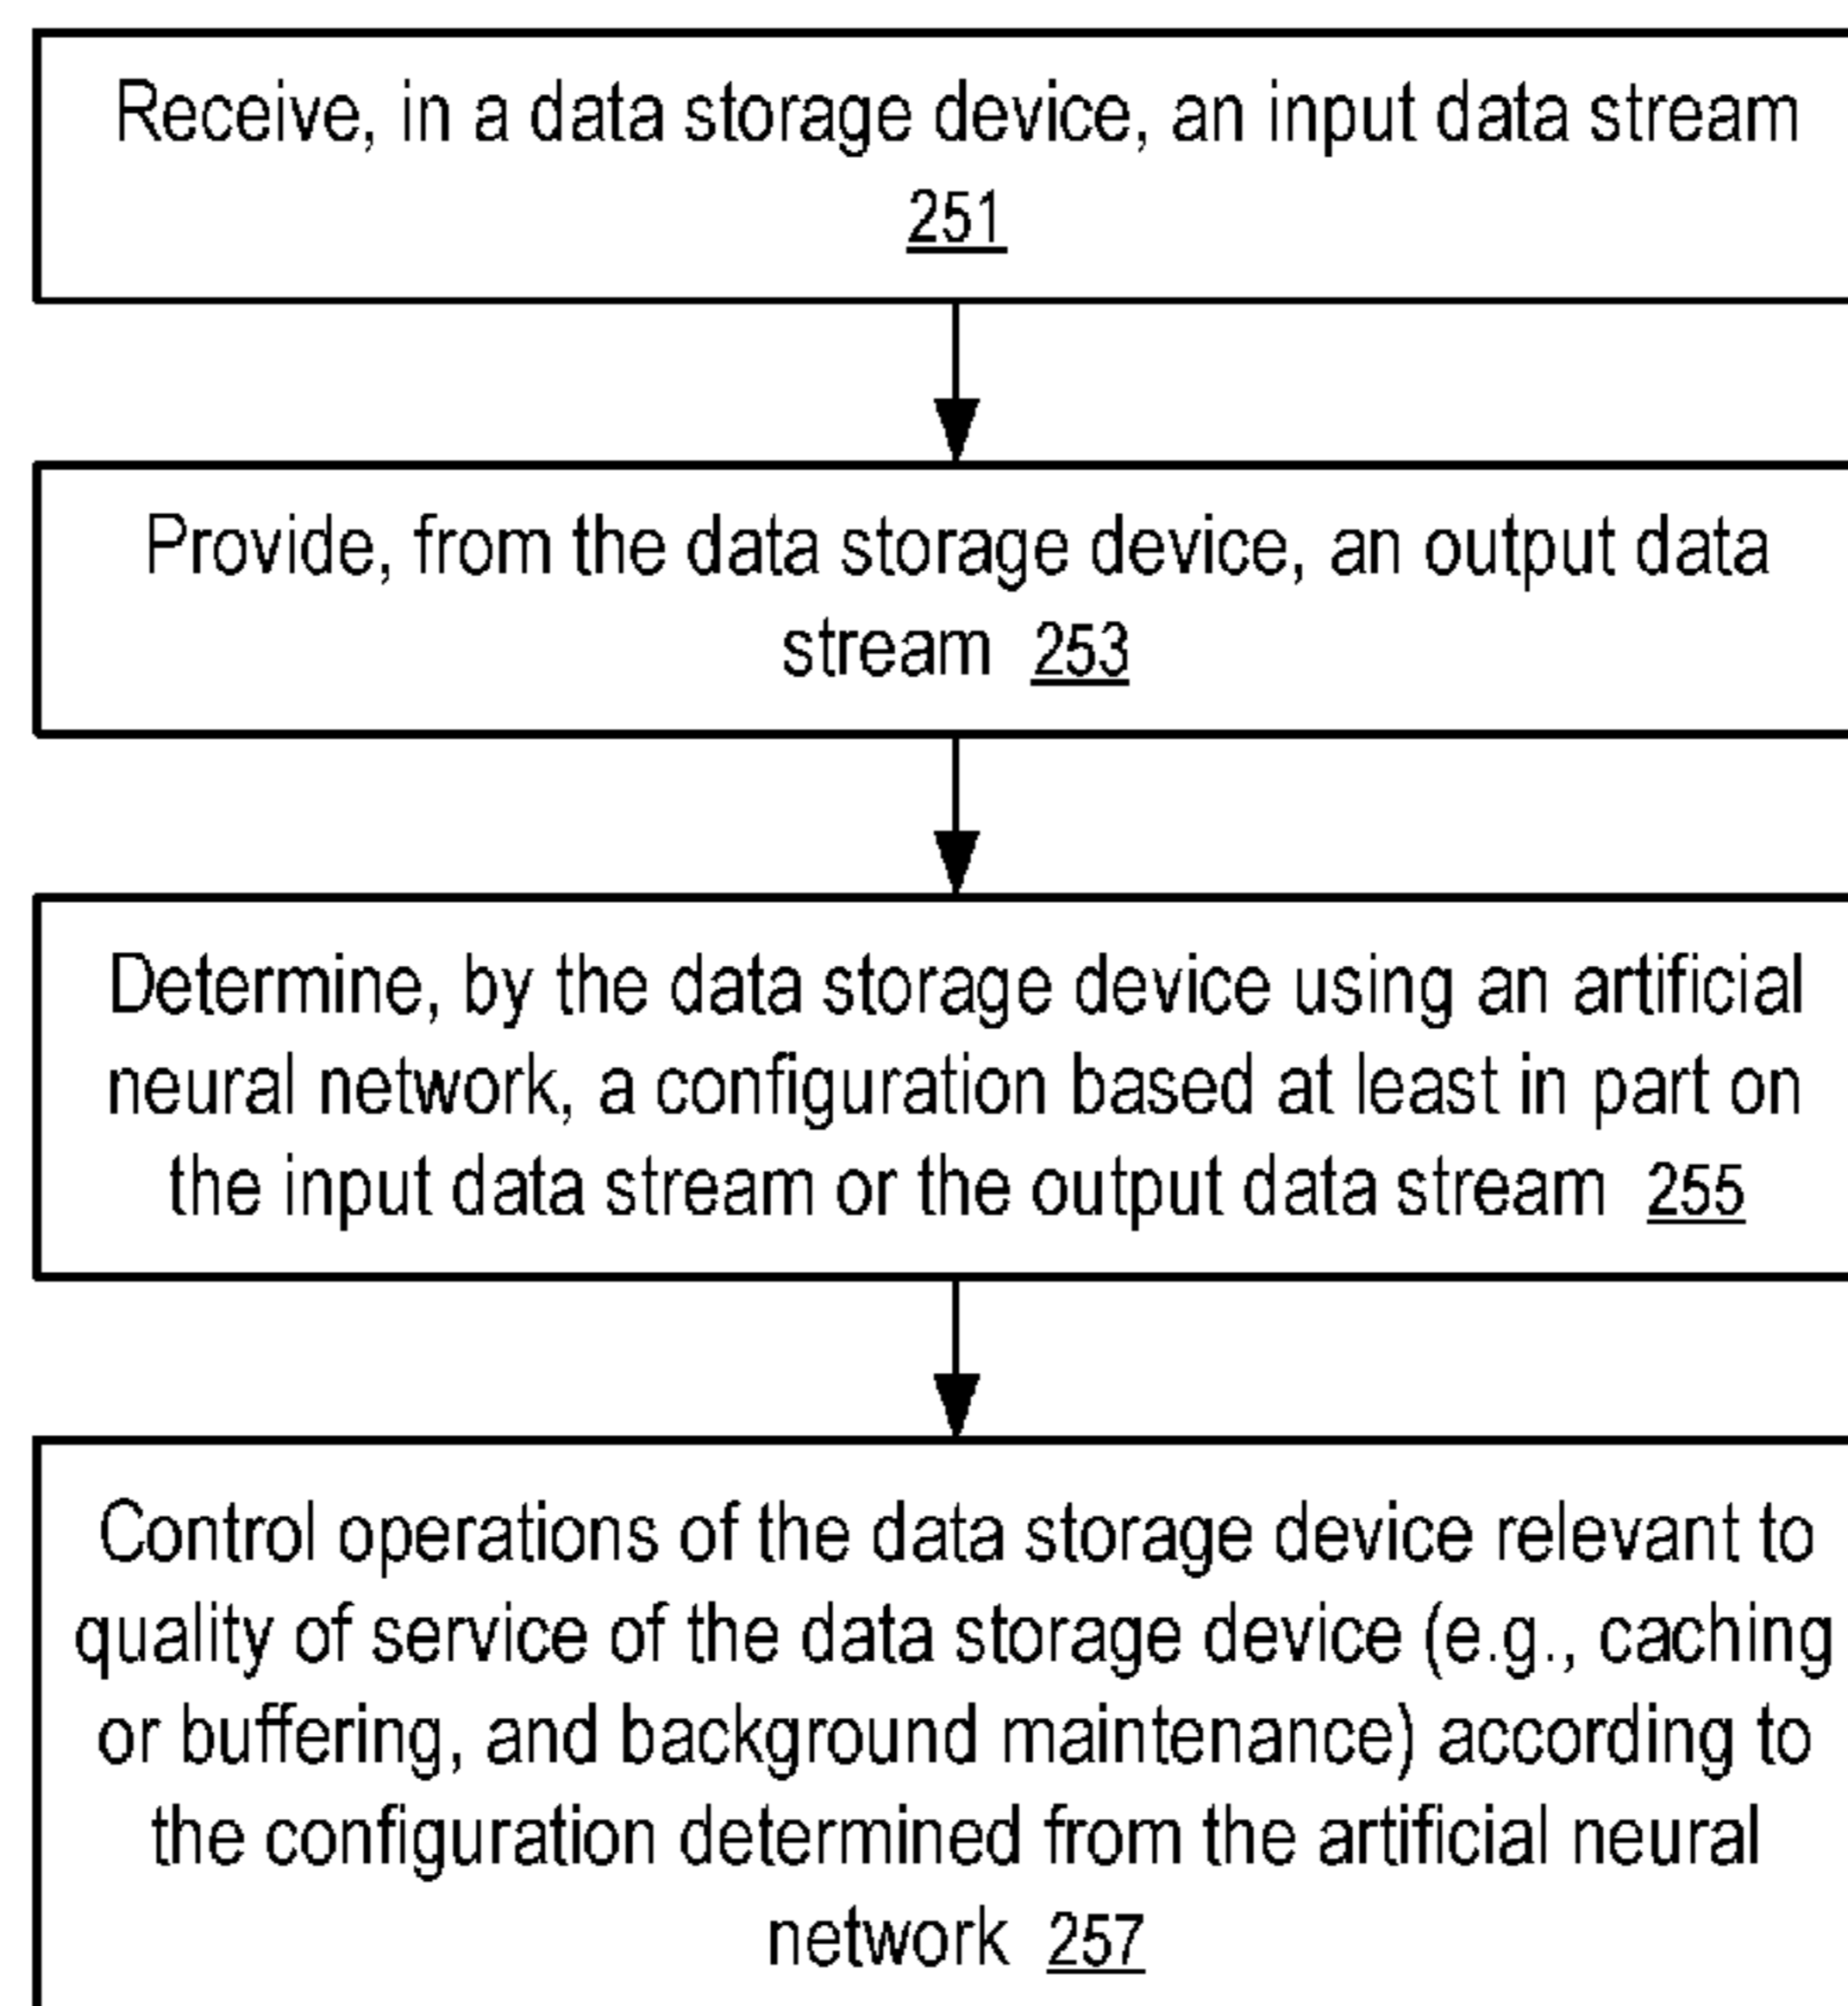 Receive, in a data storage device, an input data stream
251
Provide, from the data storage device, an output data
stream 253
Determine, by the data storage device using an artificial
neural network, a configuration based at least in part on
the input data stream or the output data stream 255
Control operations of the data storage device relevant to
quality of service of the data storage device (e.g., caching
or buffering, and background maintenance) according to
the configuration determined from the artificial neural
network 257